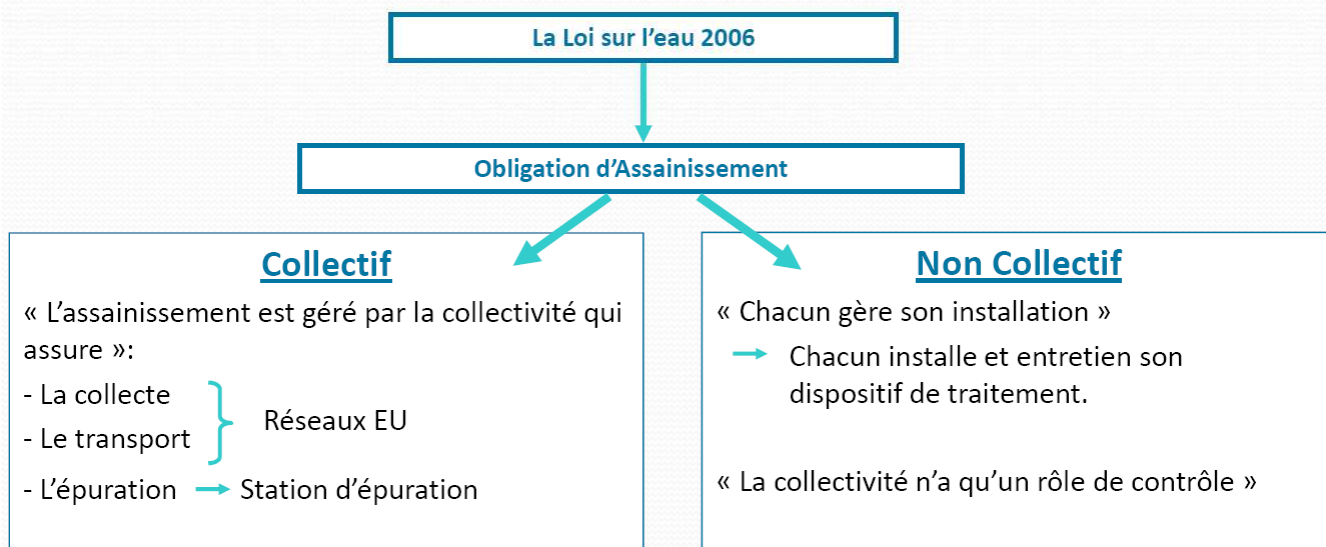 La Loi sur l'eau 2006
Obligation d'Assainissement
Collectif
« L'assainissement est géré par la collectivité qui
assure »:
- La collecte
- Le transport
Réseaux EU
- L'épuration
Station d'épuration
Non Collectif
« Chacun gère son installation »
Chacun installe et entretien son
dispositif de traitement.
« La collectivité n'a qu'un rôle de contrôle »